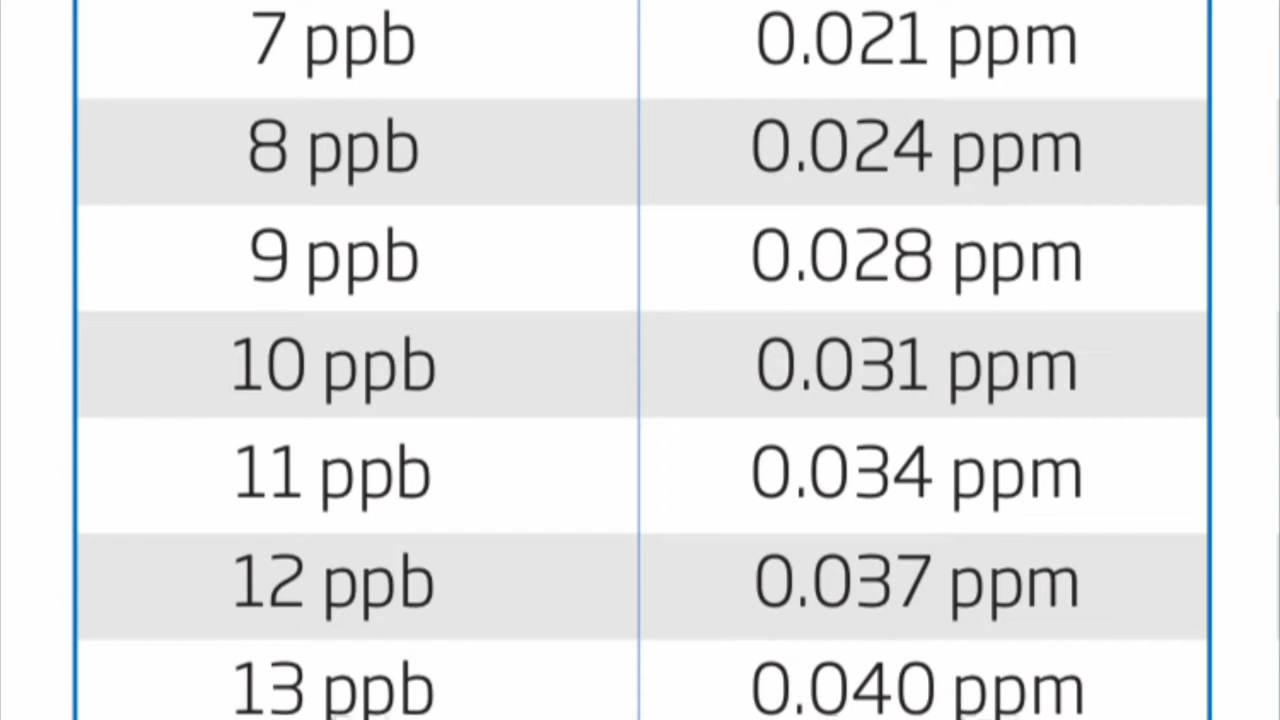 7 ppb 0.021 ppm
8 ppb 0.024 ppm
9 ppb 0.028 ppm
10 ppb 0.031 ppm
11 ppb 0.034 ppm
12 ppb 0.037 ppm
13 ppb 0.040 ppm